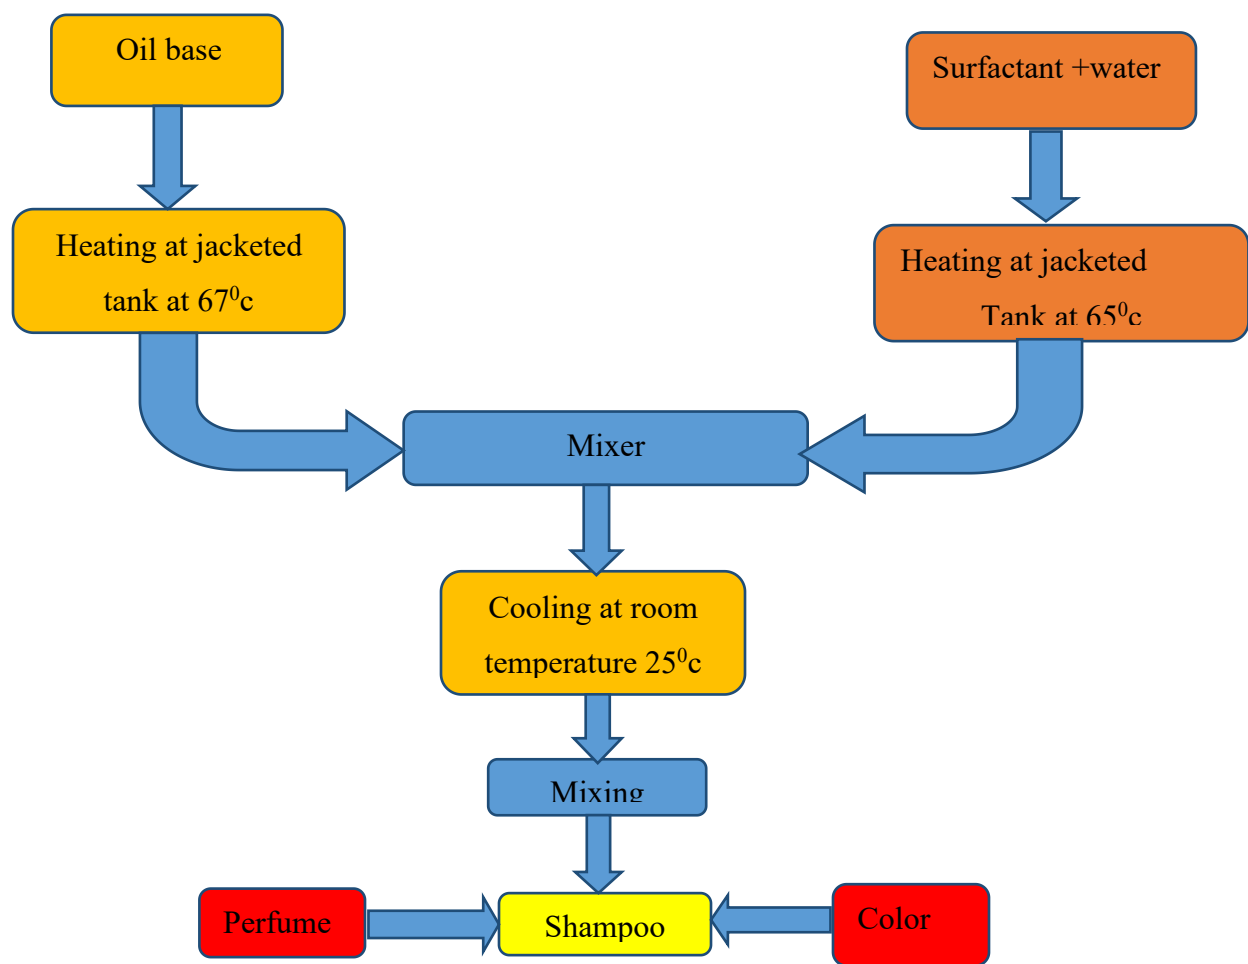 Oil base
Surfactant +water
Heating at jacketed
tank at 67⁰c
Heating at jacketed
Tank at 65⁰c
Mixer
Cooling at room
temperature 25⁰c
Mixing
Perfume
Shampoo
Color